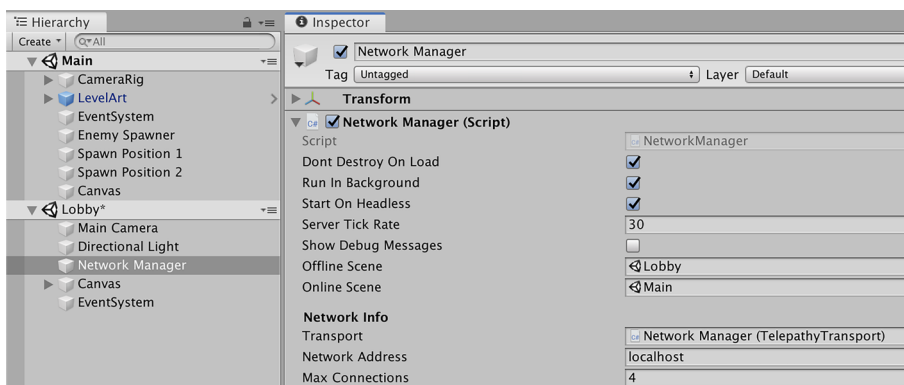 Hierarchy
Create
All
Main
CameraRig
LevelArt
EventSystem
Enemy Spawner
Spawn Position 1
Spawn Position 2
Canvas
Lobby*
Main Camera
Directional Light
Network Manager
Canvas
EventSystem
Inspector
Network Manager
Tag Untagged Layer Default
Transform
C# Network Manager (Script)
Script NetworkManager
Dont Destroy On Load
Run In Background
Start On Headless
Server Tick Rate 30
Show Debug Messages
Offline Scene Lobby
Online Scene Main
Network Info
Transport Network Manager (TelepathyTransport)
Network Address localhost
Max Connections 4